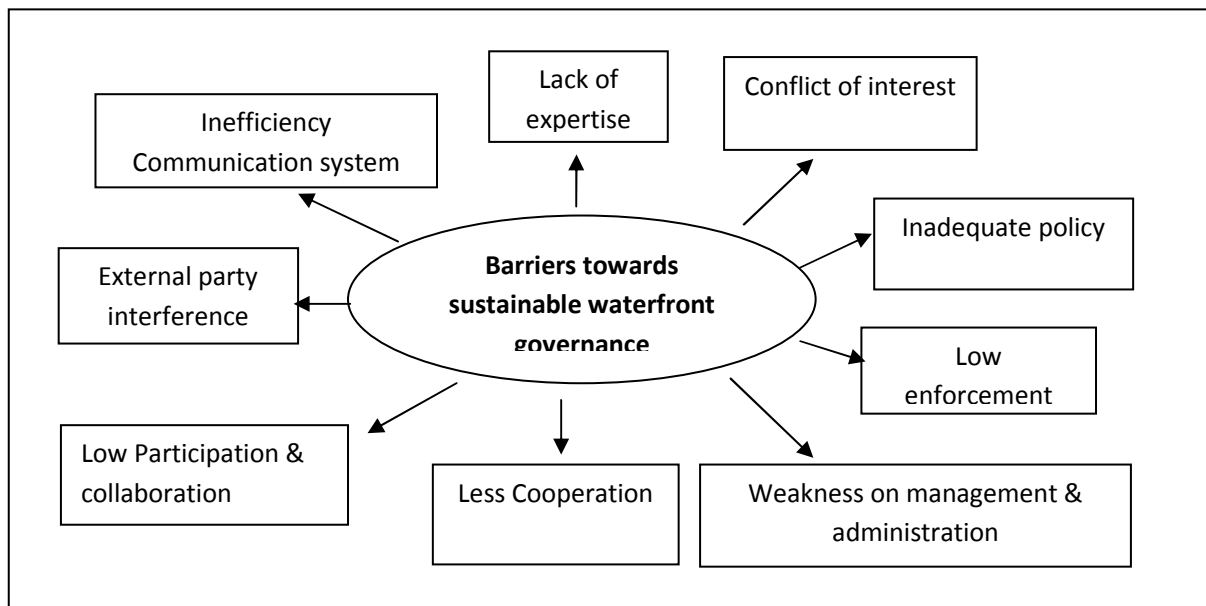 Lack of
expertise
Conflict of interest
Inefficiency
Communication system
Inadequate policy
Barriers towards
sustainable waterfront
governance
External party
interference
Low
enforcement
Low Participation &
collaboration
Less Cooperation
Weakness on management &
administration